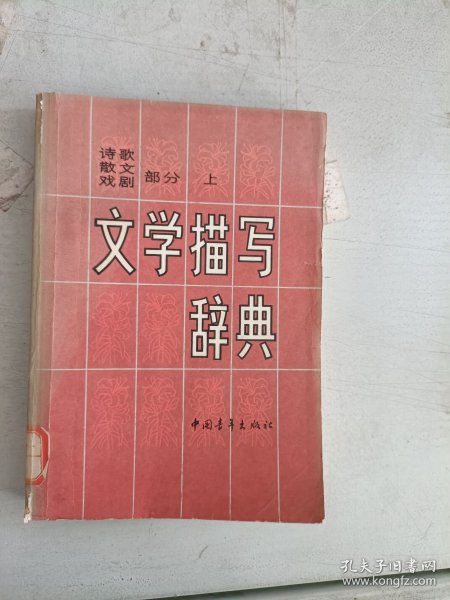 诗歌
散文
戏剧 部分 上
文学描写
辞典
中国青年出版社
孔夫子旧书网
www.kongfz.com